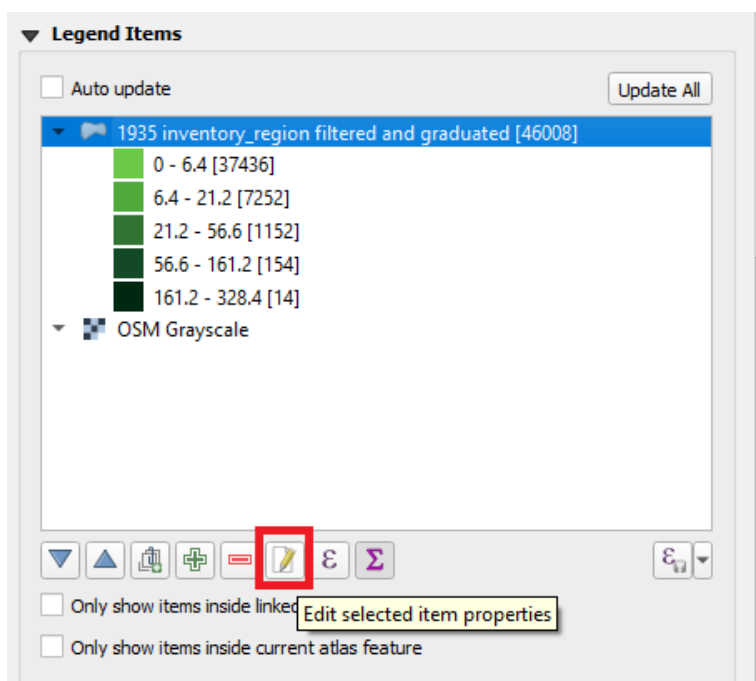 Legend Items
Auto update
Update All
1935 inventory_region filtered and graduated [46008]
0 - 6.4 [37436]
6.4 - 21.2 [7252]
21.2 - 56.6 [1152]
56.6 - 161.2 [154]
161.2 - 328.4 [14]
OSM Grayscale
ε Σ ε
Only show items inside linked
Edit selected item properties
Only show items inside current atlas feature